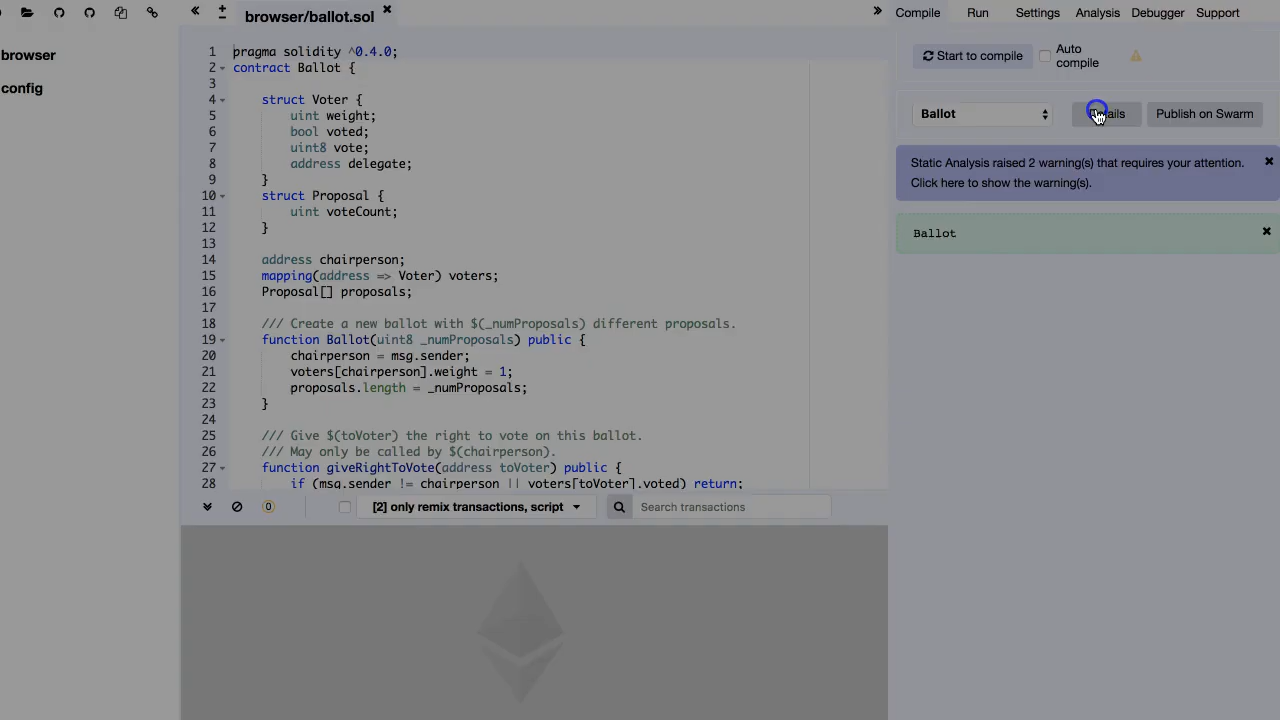 browser/ballot.sol
Compile
Run
Settings
Analysis
Debugger
Support
browser
config
1 pragma solidity ^0.4.0;
2 contract Ballot {
3
4 struct Voter {
5 uint weight;
6 bool voted;
7 uint8 vote;
8 address delegate;
9 }
10 struct Proposal {
11 uint voteCount;
12 }
13
14 address chairperson;
15 mapping(address => Voter) voters;
16 Proposal[] proposals;
17
18 /// Create a new ballot with $(_numProposals) different proposals.
19 function Ballot(uint8 _numProposals) public {
20 chairperson = msg.sender;
21 voters[chairperson].weight = 1;
22 proposals.length = _numProposals;
23 }
24
25 /// Give $(toVoter) the right to vote on this ballot.
26 /// May only be called by $(chairperson).
27 function giveRightToVote(address toVoter) public {
28 if (msg.sender != chairperson || voters[toVoter].voted) return;
0
[2] only remix transactions, script
Search transactions
Start to compile
Auto
compile
Ballot
Publish on Swarm
Static Analysis raised 2 warning(s) that requires your attention.
Click here to show the warning(s).
Ballot